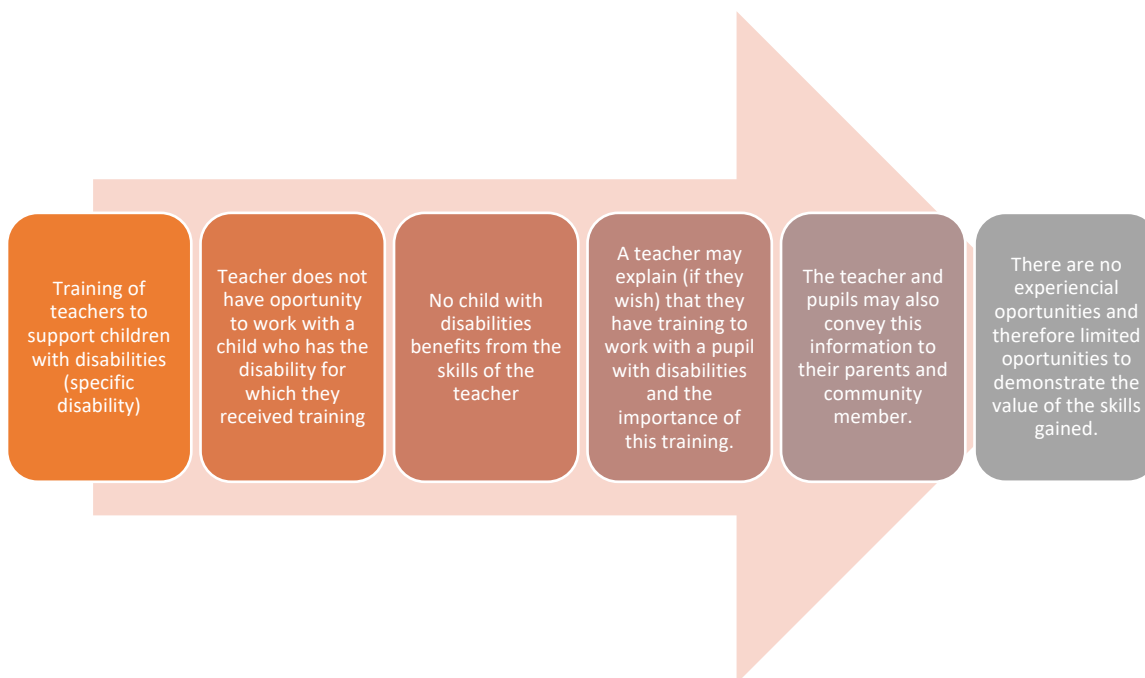 Training of
teachers to
support children
with disabilities
(specific
disability)
Teacher does not
have oportunity
to work with a
child who has the
disability for
which they
received training
No child with
disabilities
benefits from the
skills of the
teacher
A teacher may
explain (if they
wish) that they
have training to
work with a pupil
with disabilities
and the
importance of
this training.
The teacher and
pupils may also
convey this
information to
their parents and
community
member.
There are no
experiencial
oportunities and
therefore limited
oportunities to
demonstrate the
value of the skills
gained.